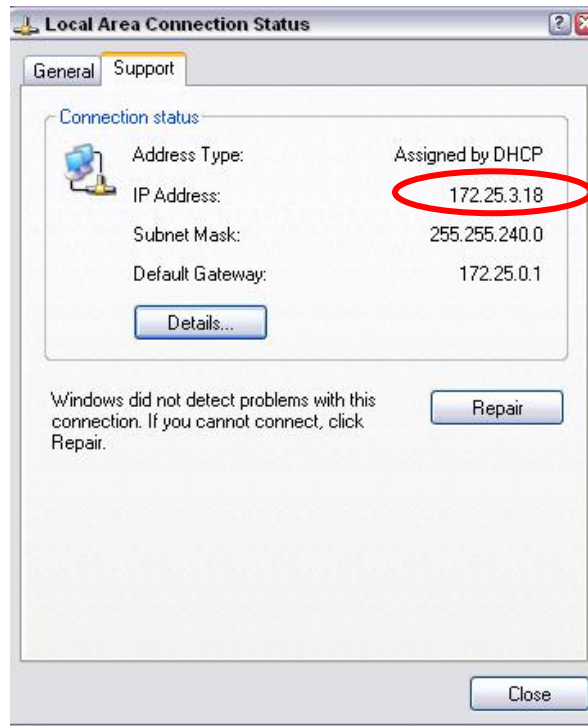 Local Area Connection Status
General Support
Connection status
Address Type: Assigned by DHCP
IP Address: 172.25.3.18
Subnet Mask: 255.255.240.0
Default Gateway: 172.25.0.1
Details...
Windows did not detect problems with this
connection. If you cannot connect, click
Repair.
Repair
Close